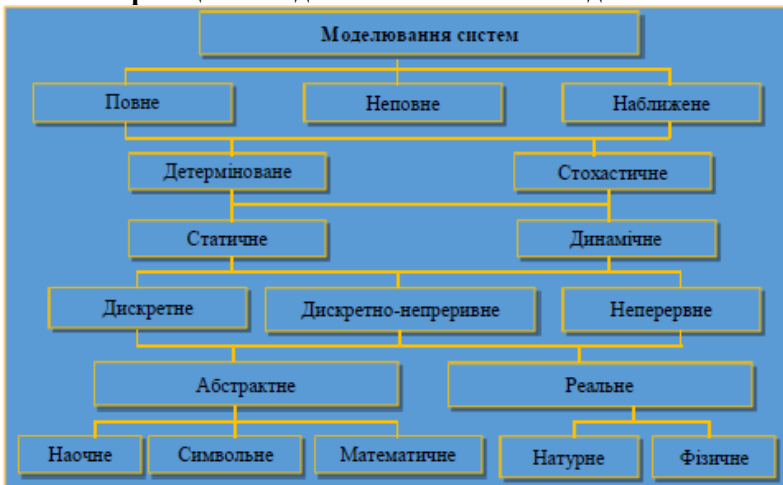 Моделювання систем
Повне Неповне Наближене
Детерміноване Стохастичне
Статичне Динамічне
Дискретне Дискретно-непреривне Неперервне
Абстрактне Реальне
Наочне Символьне Математичне Натурне Фізичне